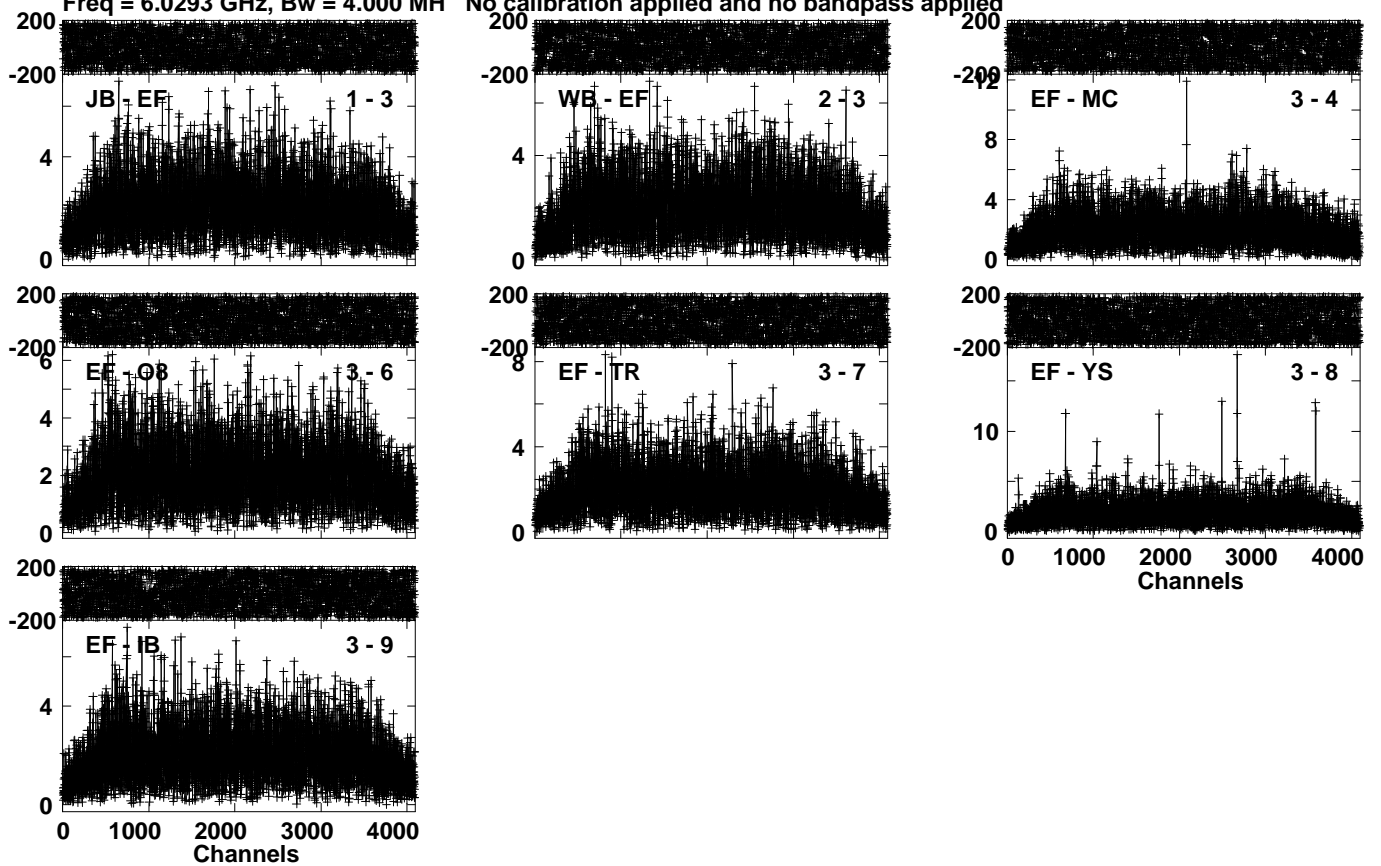 Freq = 6.0293 GHz, Bw = 4.000 MH No calibration applied and no bandpass applied
200
-200
JB - EF 1 - 3
4
0
WB - EF 2 - 3
4
0
200
-200
12
EF - MC 3 - 4
8
4
0
200
-200
6
EF - O8 3 - 6
4
2
0
-200
8
EF - TR 3 - 7
4
0
200
-200
EF - YS 3 - 8
10
0
0 1000 2000 3000 4000
Channels
200
-200
EF - IB 3 - 9
4
0
0 1000 2000 3000 4000
Channels